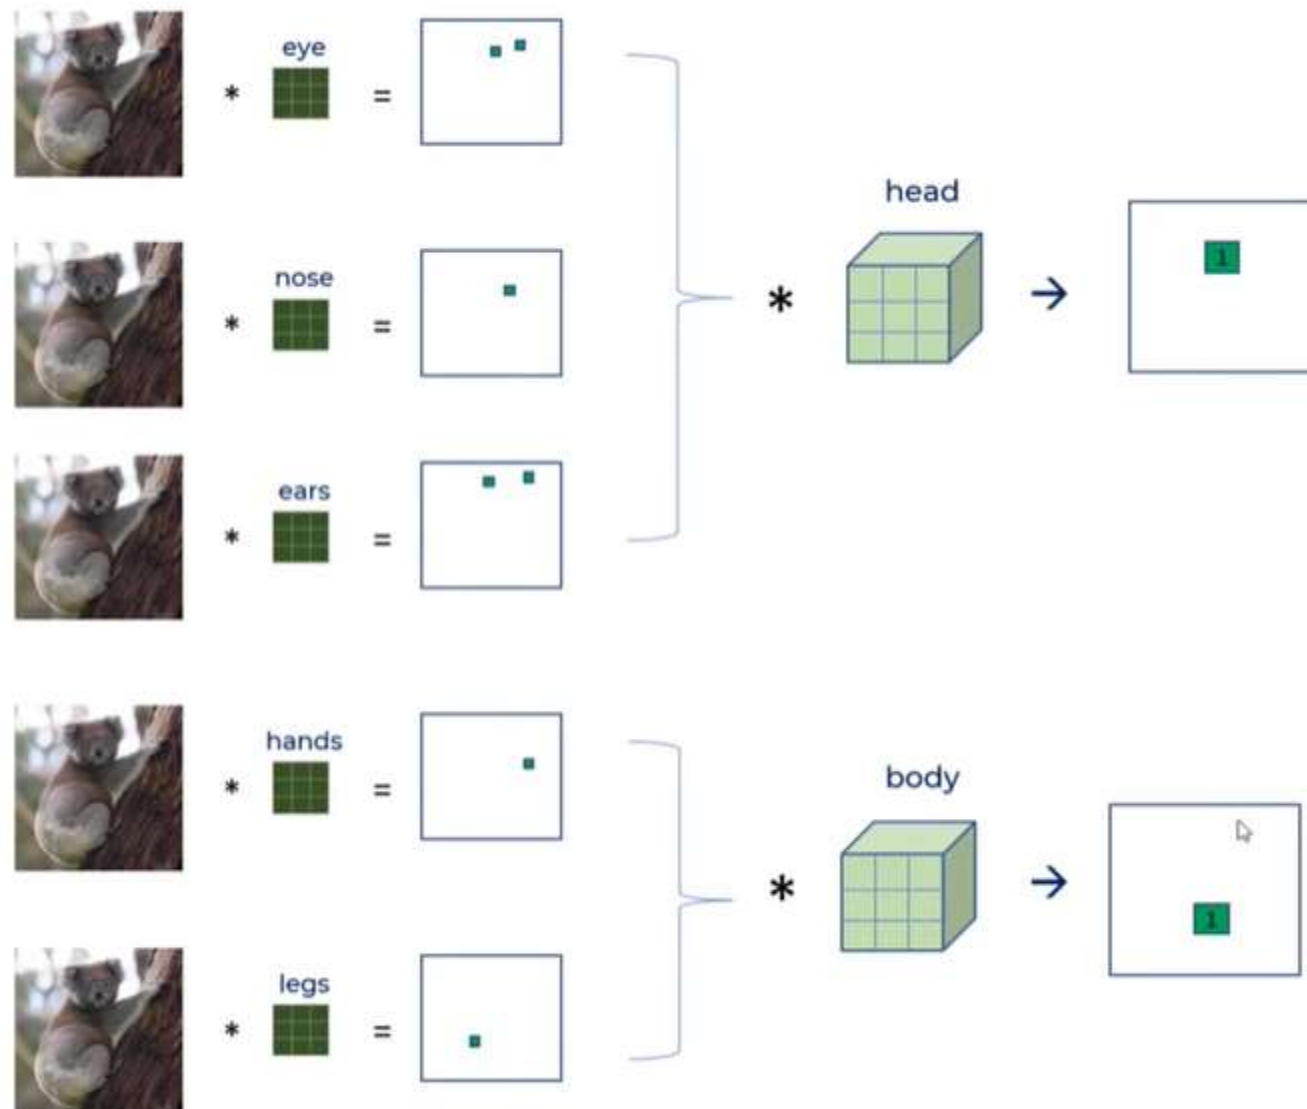 eye
* =
nose
* =
ears
* =
head
* → 1
hands
* =
legs
* =
body
* → 1